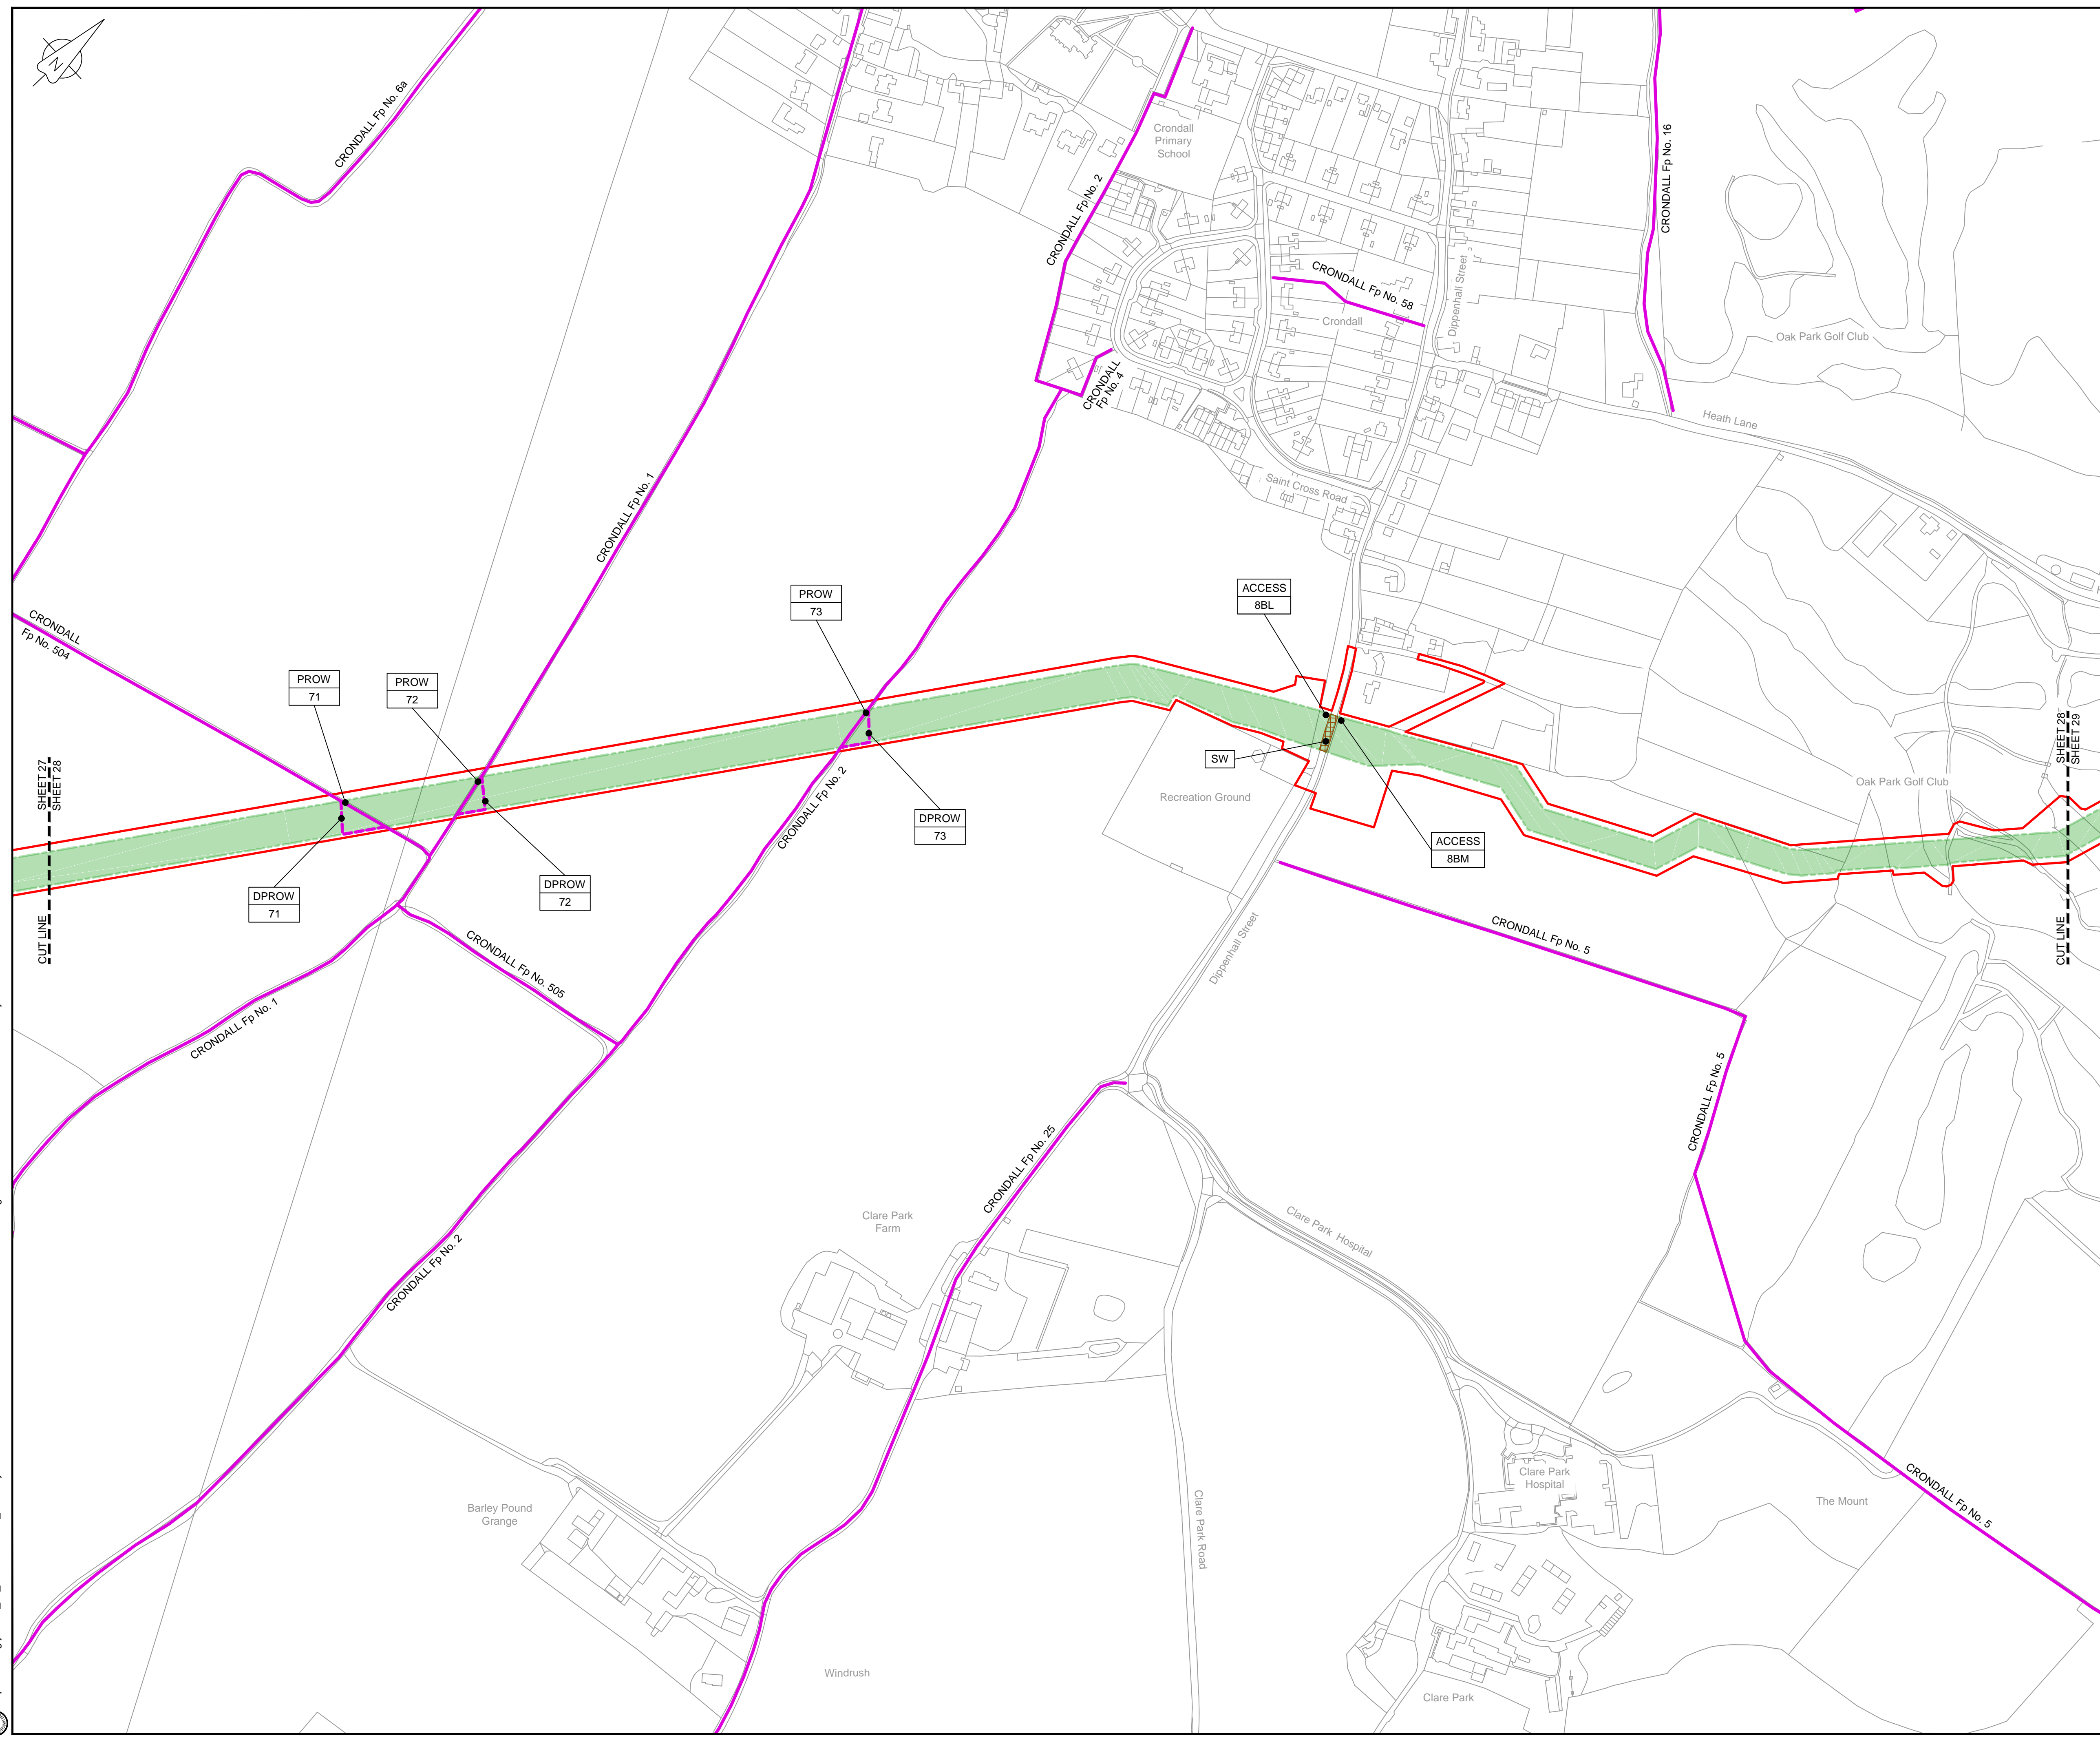 N
CRONDALL Fp No. 6a
Crondall
Primary
School
CRONDALL Fp No. 2
CRONDALL Fp No. 16
CRONDALL Fp No. 58
Crondall
Dippenhall Street
Oak Park Golf Club
CRONDALL
Fp No. 4
Heath Lane
CRONDALL Fp No. 1
Saint Cross Road
PROW
73
ACCESS
8BL
CRONDALL
Fp No. 504
PROW
71
PROW
72
SW
SHEET 27
SHEET 28
CUT LINE
Recreation Ground
Oak Park Golf Club
SHEET 28
SHEET 29
CUT LINE
CRONDALL Fp No. 2
DPROW
73
ACCESS
8BM
DPROW
71
DPROW
72
CRONDALL Fp No. 505
Dippenhall Street
CRONDALL Fp No. 5
CRONDALL Fp No. 1
CRONDALL Fp No. 5
CRONDALL Fp No. 25
Clare Park
Farm
Clare Park Hospital
CRONDALL Fp No. 2
Clare Park
Hospital
Barley Pound
Grange
Clare Park Road
The Mount
CRONDALL Fp No. 5
Windrush
Clare Park